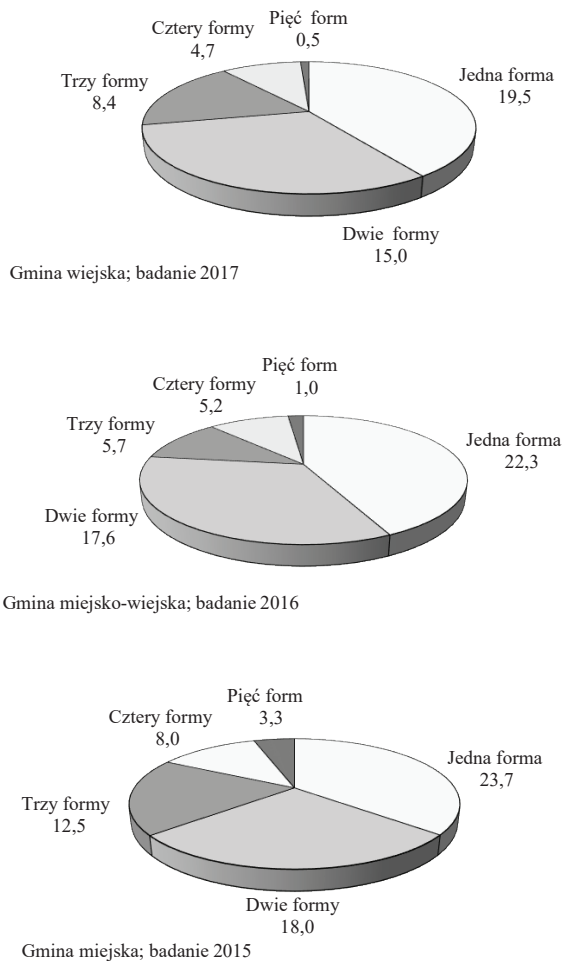 Pięć form
0,5
Cztery formy
4,7
Trzy formy
8,4
Jedna forma
19,5
Dwie formy
15,0
Gmina wiejska; badanie 2017
Pięć form
1,0
Cztery formy
5,2
Trzy formy
5,7
Jedna forma
22,3
Dwie formy
17,6
Gmina miejsko-wiejska; badanie 2016
Pięć form
3,3
Cztery formy
8,0
Jedna forma
23,7
Trzy formy
12,5
Dwie formy
18,0
Gmina miejska; badanie 2015